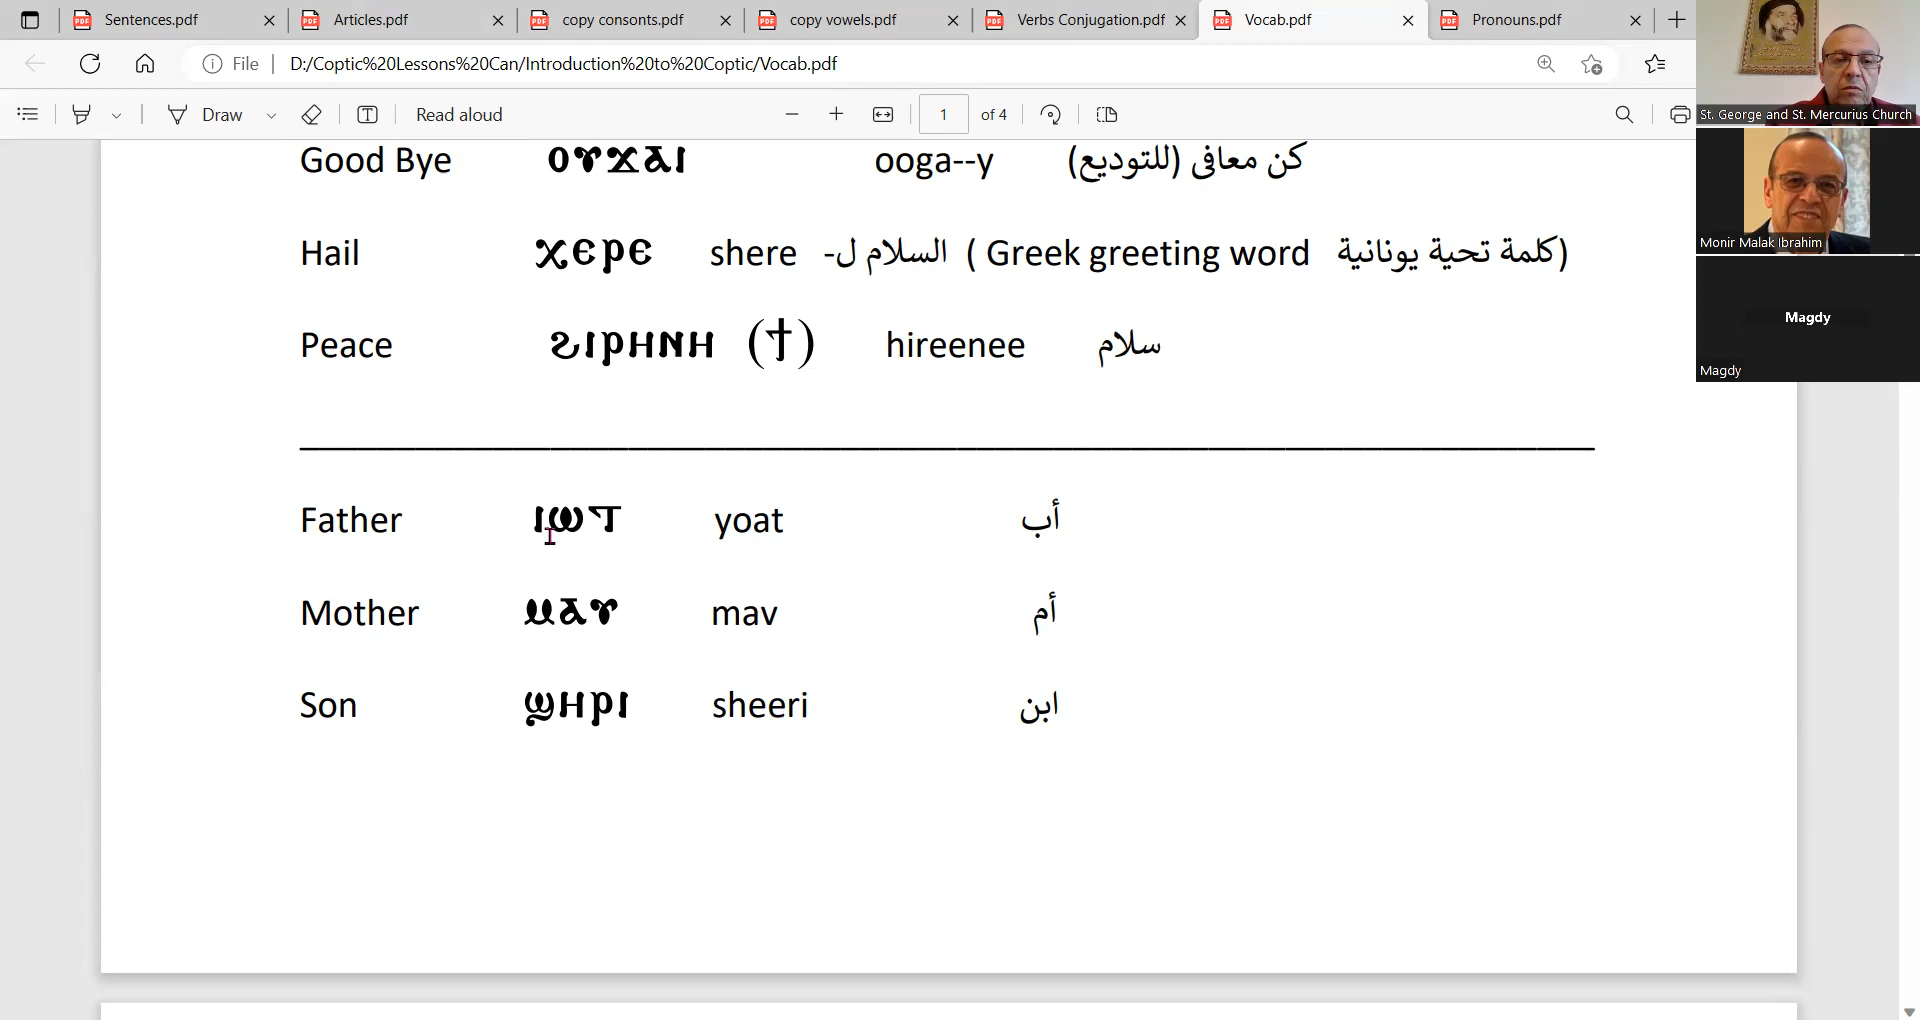 Sentences.pdf Articles.pdf copy consonts.pdf copy vowels.pdf Verbs Conjugation.pdf Vocab.pdf Pronouns.pdf
File D:/Coptic%20Lessons%20Can/Introduction%20to%20Coptic/Vocab.pdf
Draw Read aloud 1 of 4
St. George and St. Mercurius Church
Monir Malak Ibrahim
Magdy
Magdy
Good Bye ⲟⲩϫⲁⲓ ooga--y كن معافى (للتوديع)
Hail ⲭⲉⲣⲉ shere السلام ل- ( Greek greeting word كلمة تحية يونانية)
Peace ϩⲓⲣⲏⲛⲏ (ϯ) hireenee سلام
Father ⲓⲱⲧ yoat أب
Mother ⲙⲁⲩ mav أم
Son ϣⲏⲣⲓ sheeri ابن